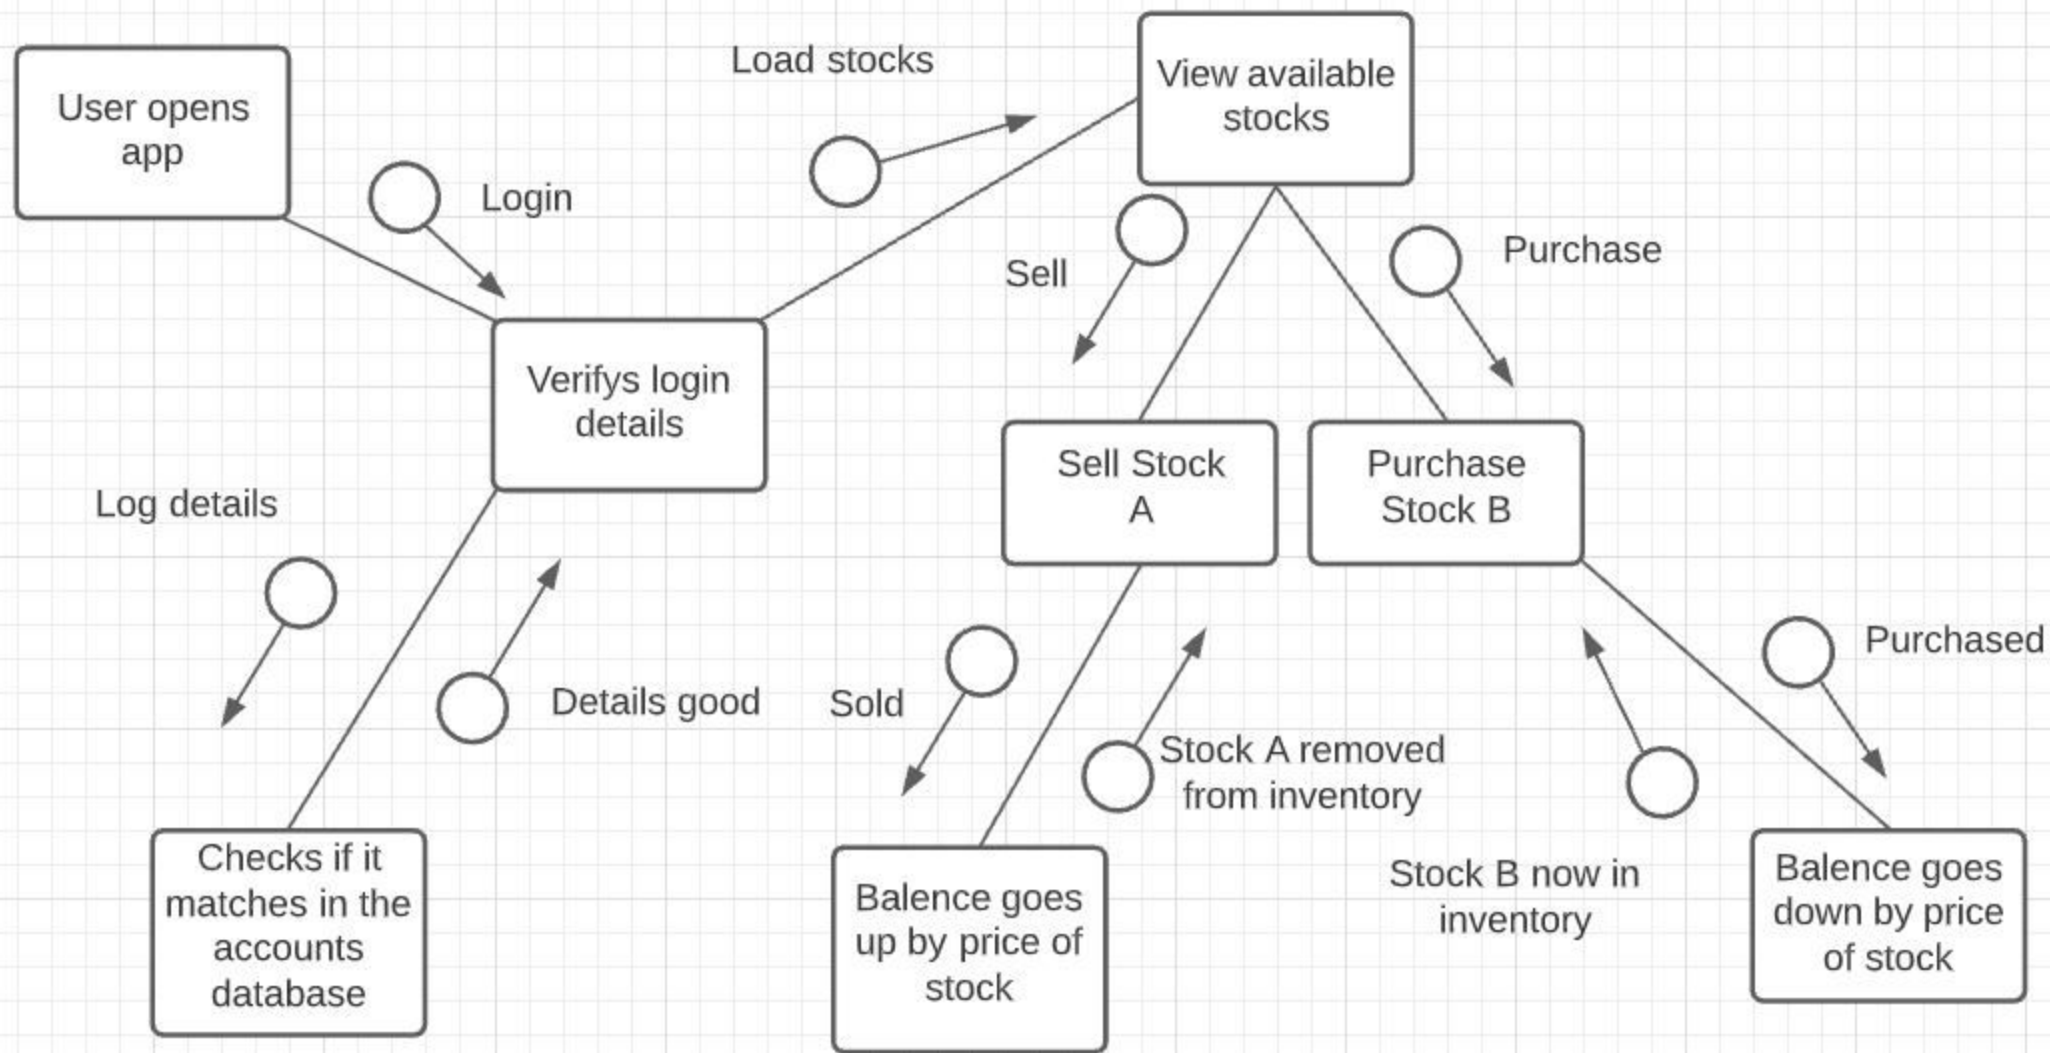 User opens
app
Login
Load stocks
View available
stocks
Sell
Purchase
Verifys login
details
Log details
Details good
Sell Stock
A
Purchase
Stock B
Sold
Stock A removed
from inventory
Purchased
Stock B now in
inventory
Checks if it
matches in the
accounts
database
Balence goes
up by price of
stock
Balence goes
down by price
of stock